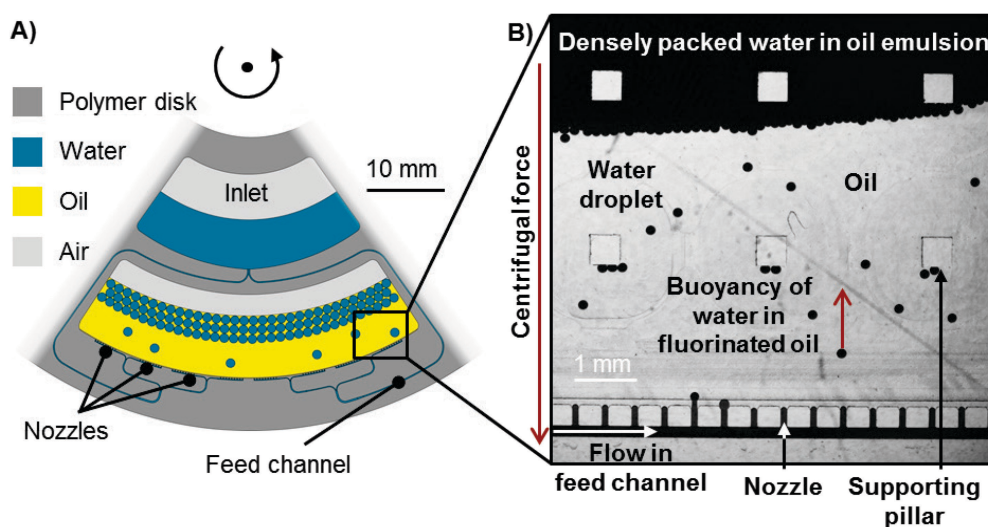 A)
Polymer disk
Water
Oil
Air
10 mm
Inlet
Nozzles
Feed channel
B)
Densely packed water in oil emulsion
Centrifugal force
Water
droplet
Oil
Buoyancy of
water in
fluorinated oil
1 mm
Flow in
feed channel
Nozzle
Supporting
pillar